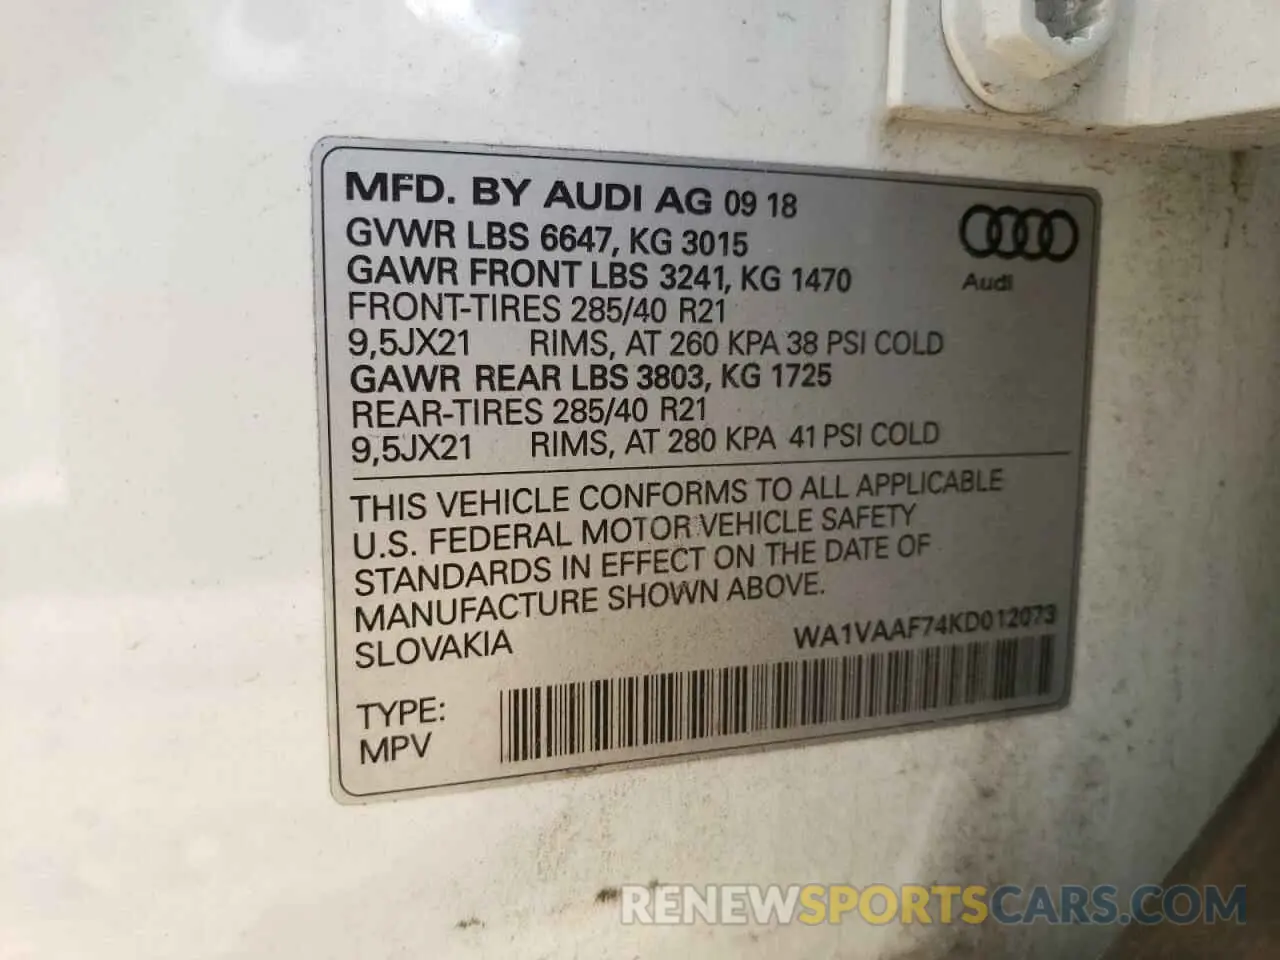 MFD. BY AUDI AG 09 18
GVWR LBS 6647, KG 3015
GAWR FRONT LBS 3241, KG 1470
FRONT-TIRES 285/40 R21
9,5JX21 RIMS, AT 260 KPA 38 PSI COLD
GAWR REAR LBS 3803, KG 1725
REAR-TIRES 285/40 R21
9,5JX21 RIMS, AT 280 KPA 41 PSI COLD
Audi
THIS VEHICLE CONFORMS TO ALL APPLICABLE
U.S. FEDERAL MOTOR VEHICLE SAFETY
STANDARDS IN EFFECT ON THE DATE OF
MANUFACTURE SHOWN ABOVE.
SLOVAKIA
WA1VAAF74KD012073
TYPE:
MPV
RENEWSPORTSCARS.COM